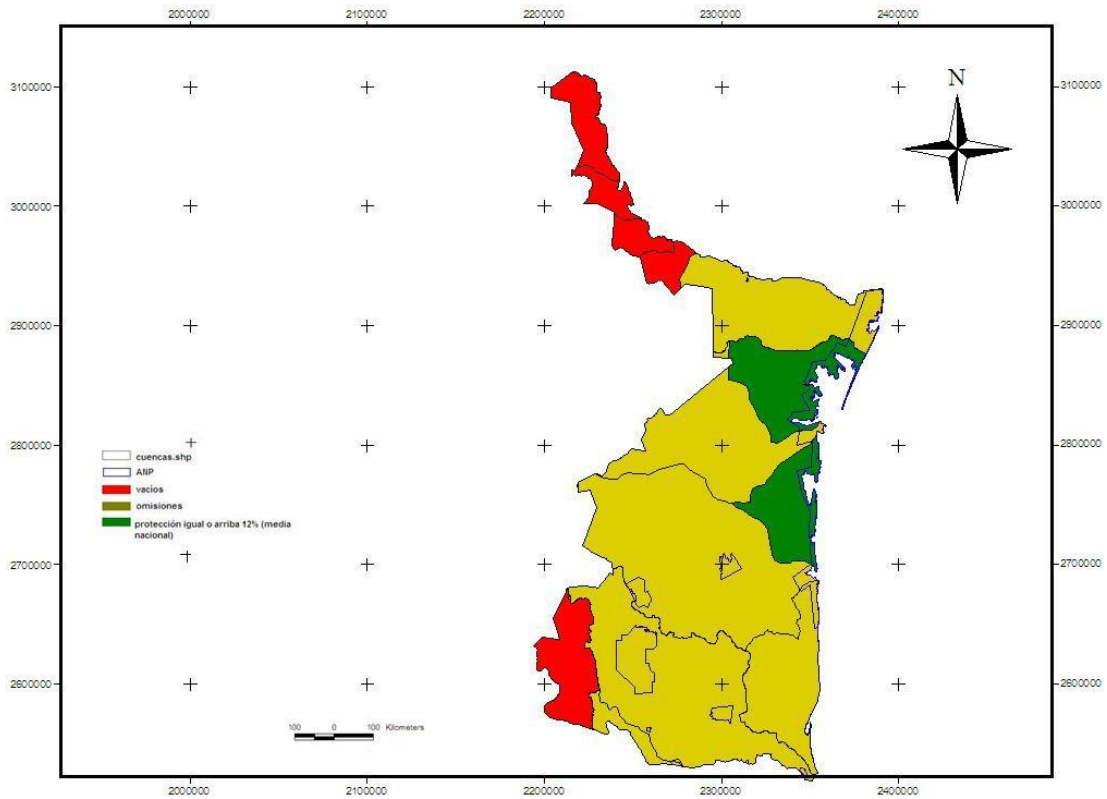 2000000 2100000 2200000 2300000 2400000
N
3100000 3100000
3000000 3000000
2900000 2900000
2800000 2800000
cuencas.shp
ANP
vacios
omisiones
protección igual o arriba 12% (media
nacional)
2700000 2700000
2600000 2600000
100 0 100 Kilometers
2000000 2100000 2200000 2300000 2400000